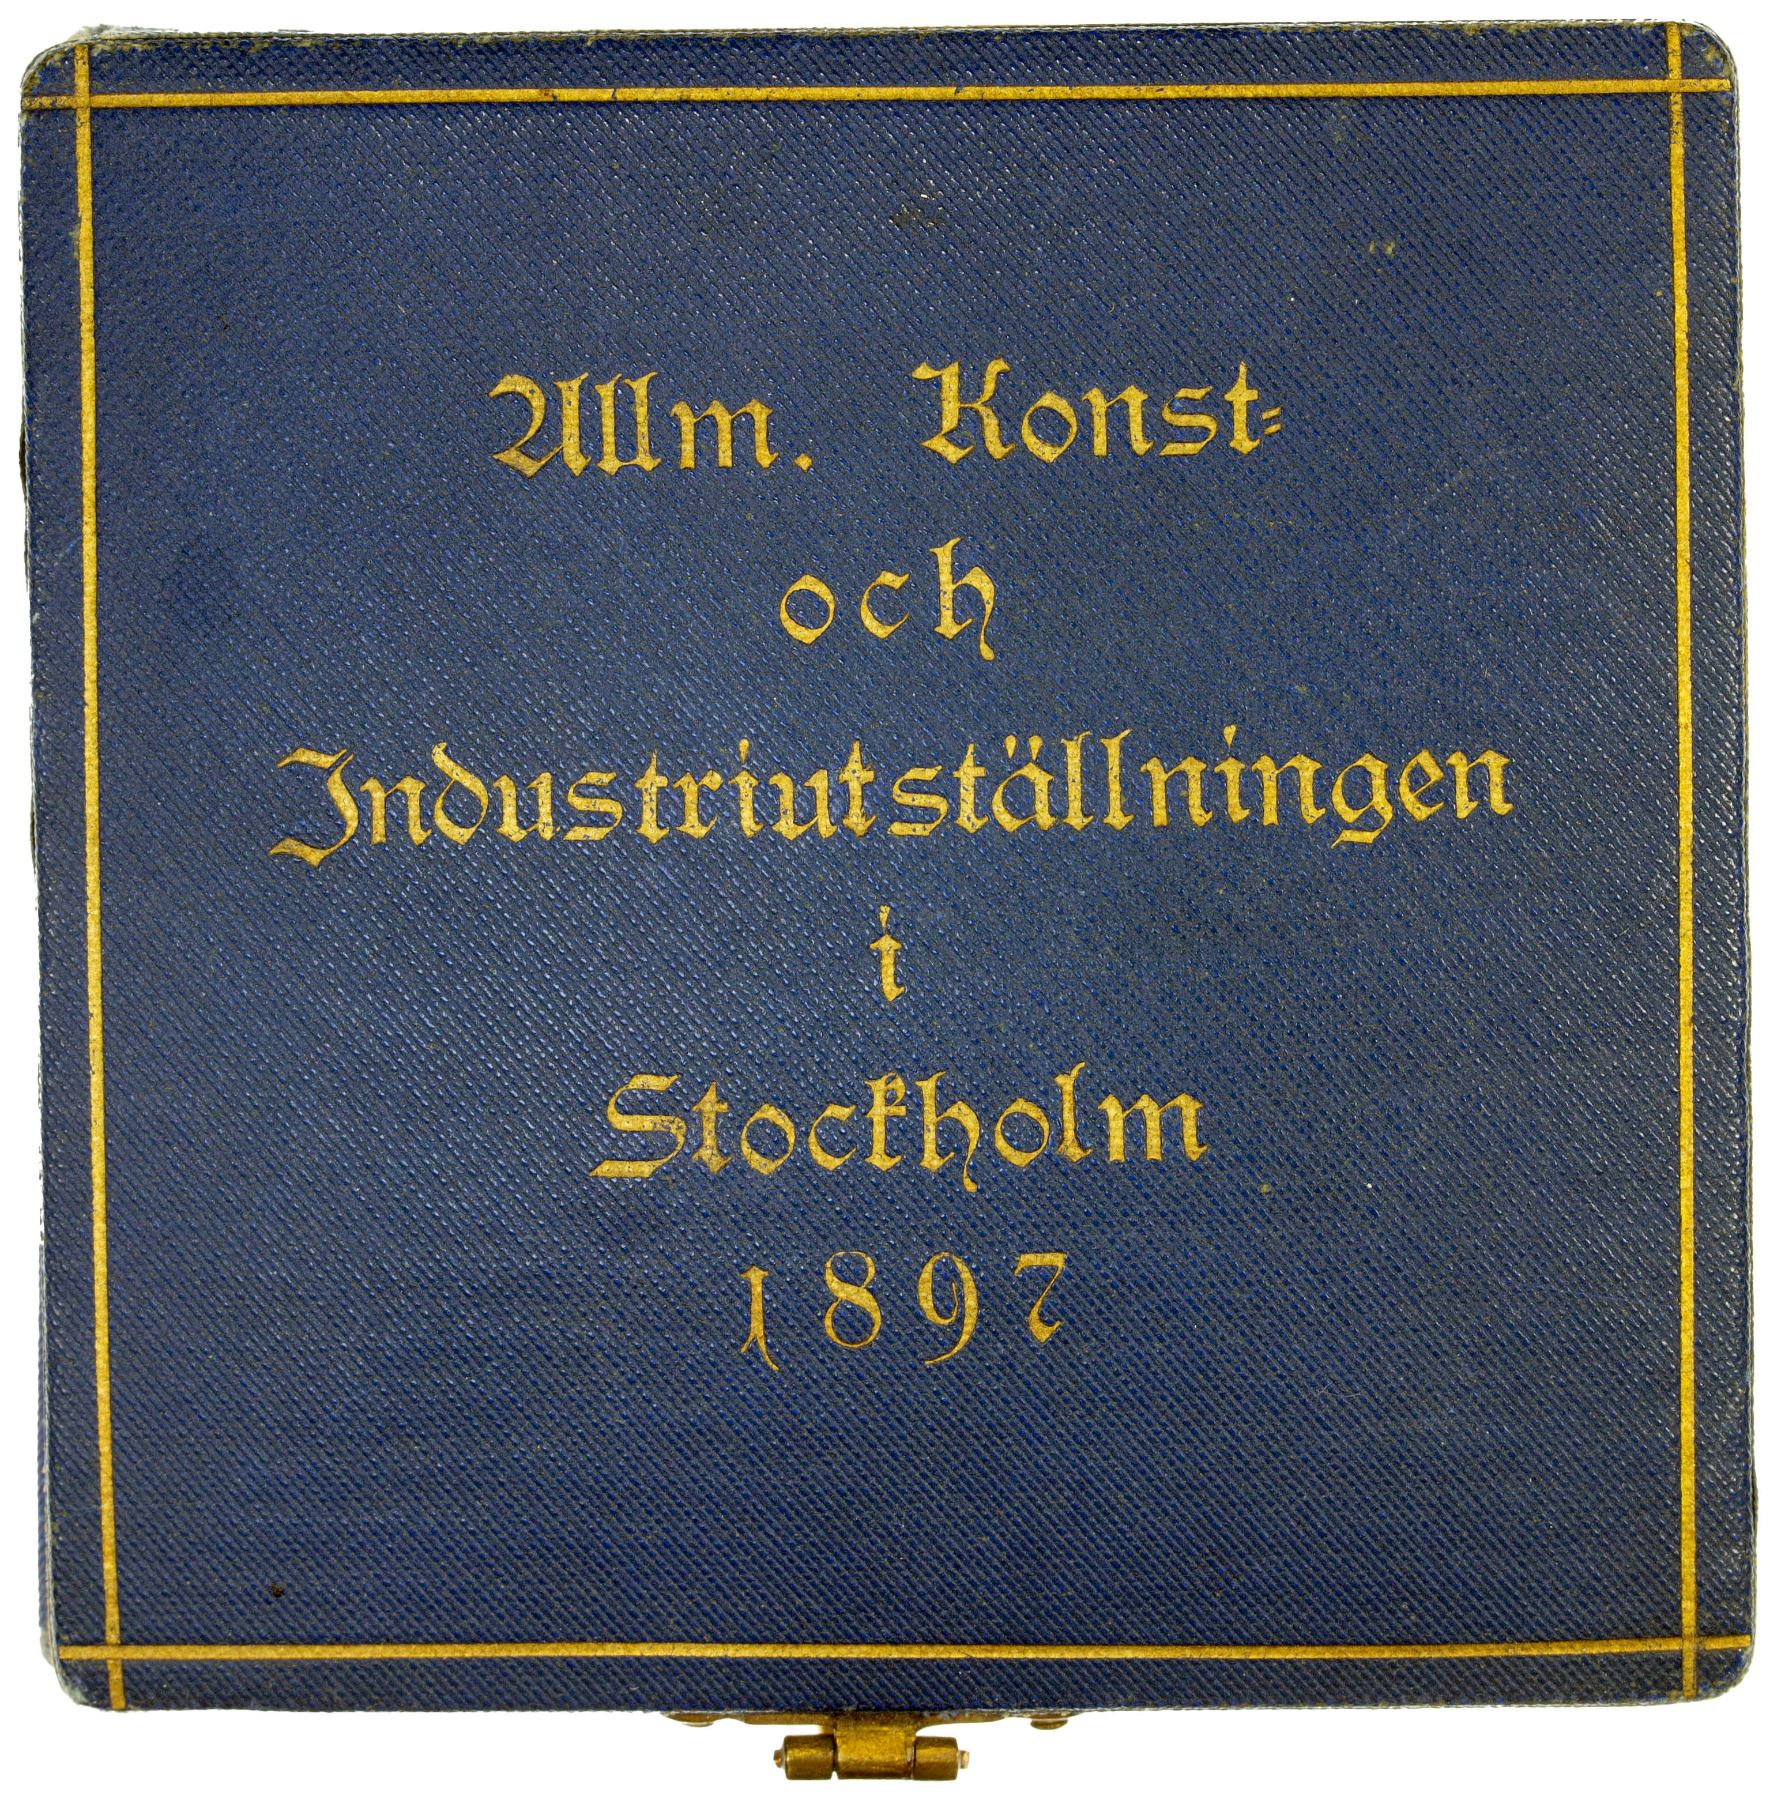 Allm. Konst=
och
Industriutställningen
i
Stockholm
1897